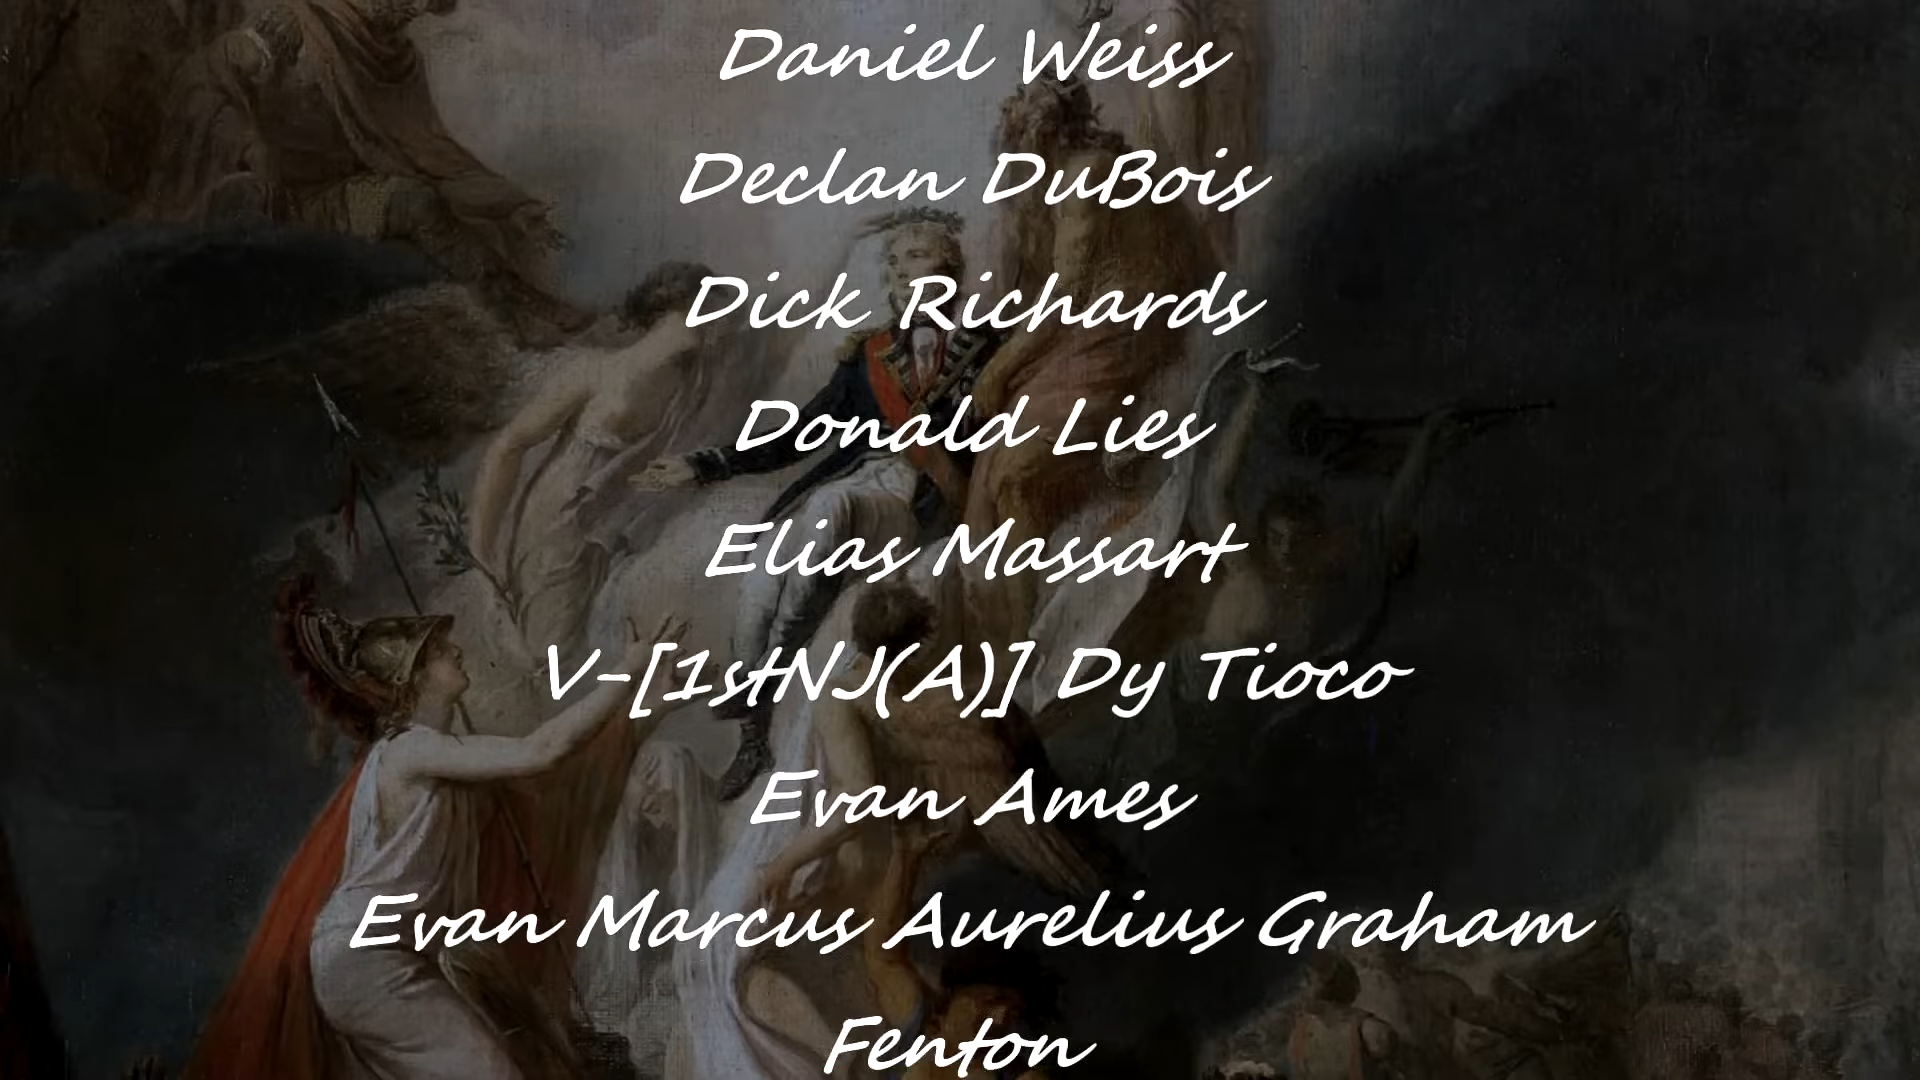 Daniel Weiss
Declan DuBois
Dick Richards
Donald Lies
Elias Massart
V-[1stNJ(A)] Dy Tioco
Evan Ames
Evan Marcus Aurelius Graham
Fenton